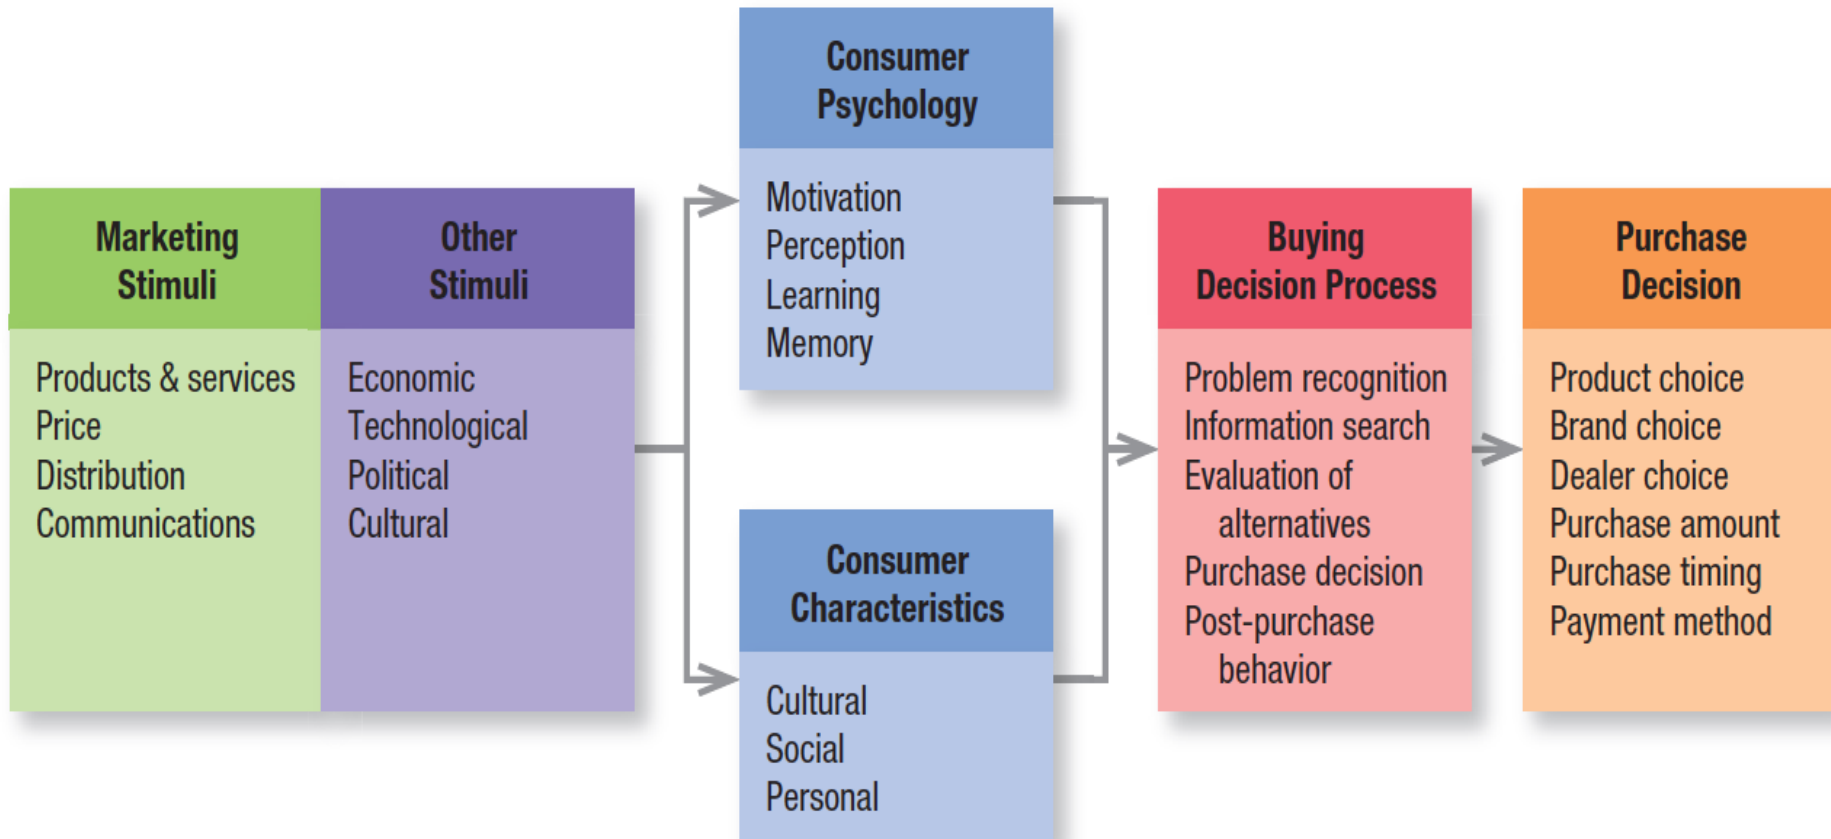 Marketing
Stimuli
Products & services
Price
Distribution
Communications
Other
Stimuli
Economic
Technological
Political
Cultural
Consumer
Psychology
Motivation
Perception
Learning
Memory
Consumer
Characteristics
Cultural
Social
Personal
Buying
Decision Process
Problem recognition
Information search
Evaluation of
alternatives
Purchase decision
Post-purchase
behavior
Purchase
Decision
Product choice
Brand choice
Dealer choice
Purchase amount
Purchase timing
Payment method